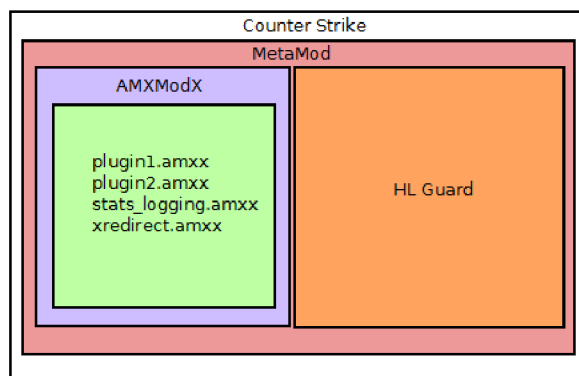 Counter Strike
MetaMod
AMXModX
plugin1.amxx
plugin2.amxx
stats_logging.amxx
xredirect.amxx
HL Guard